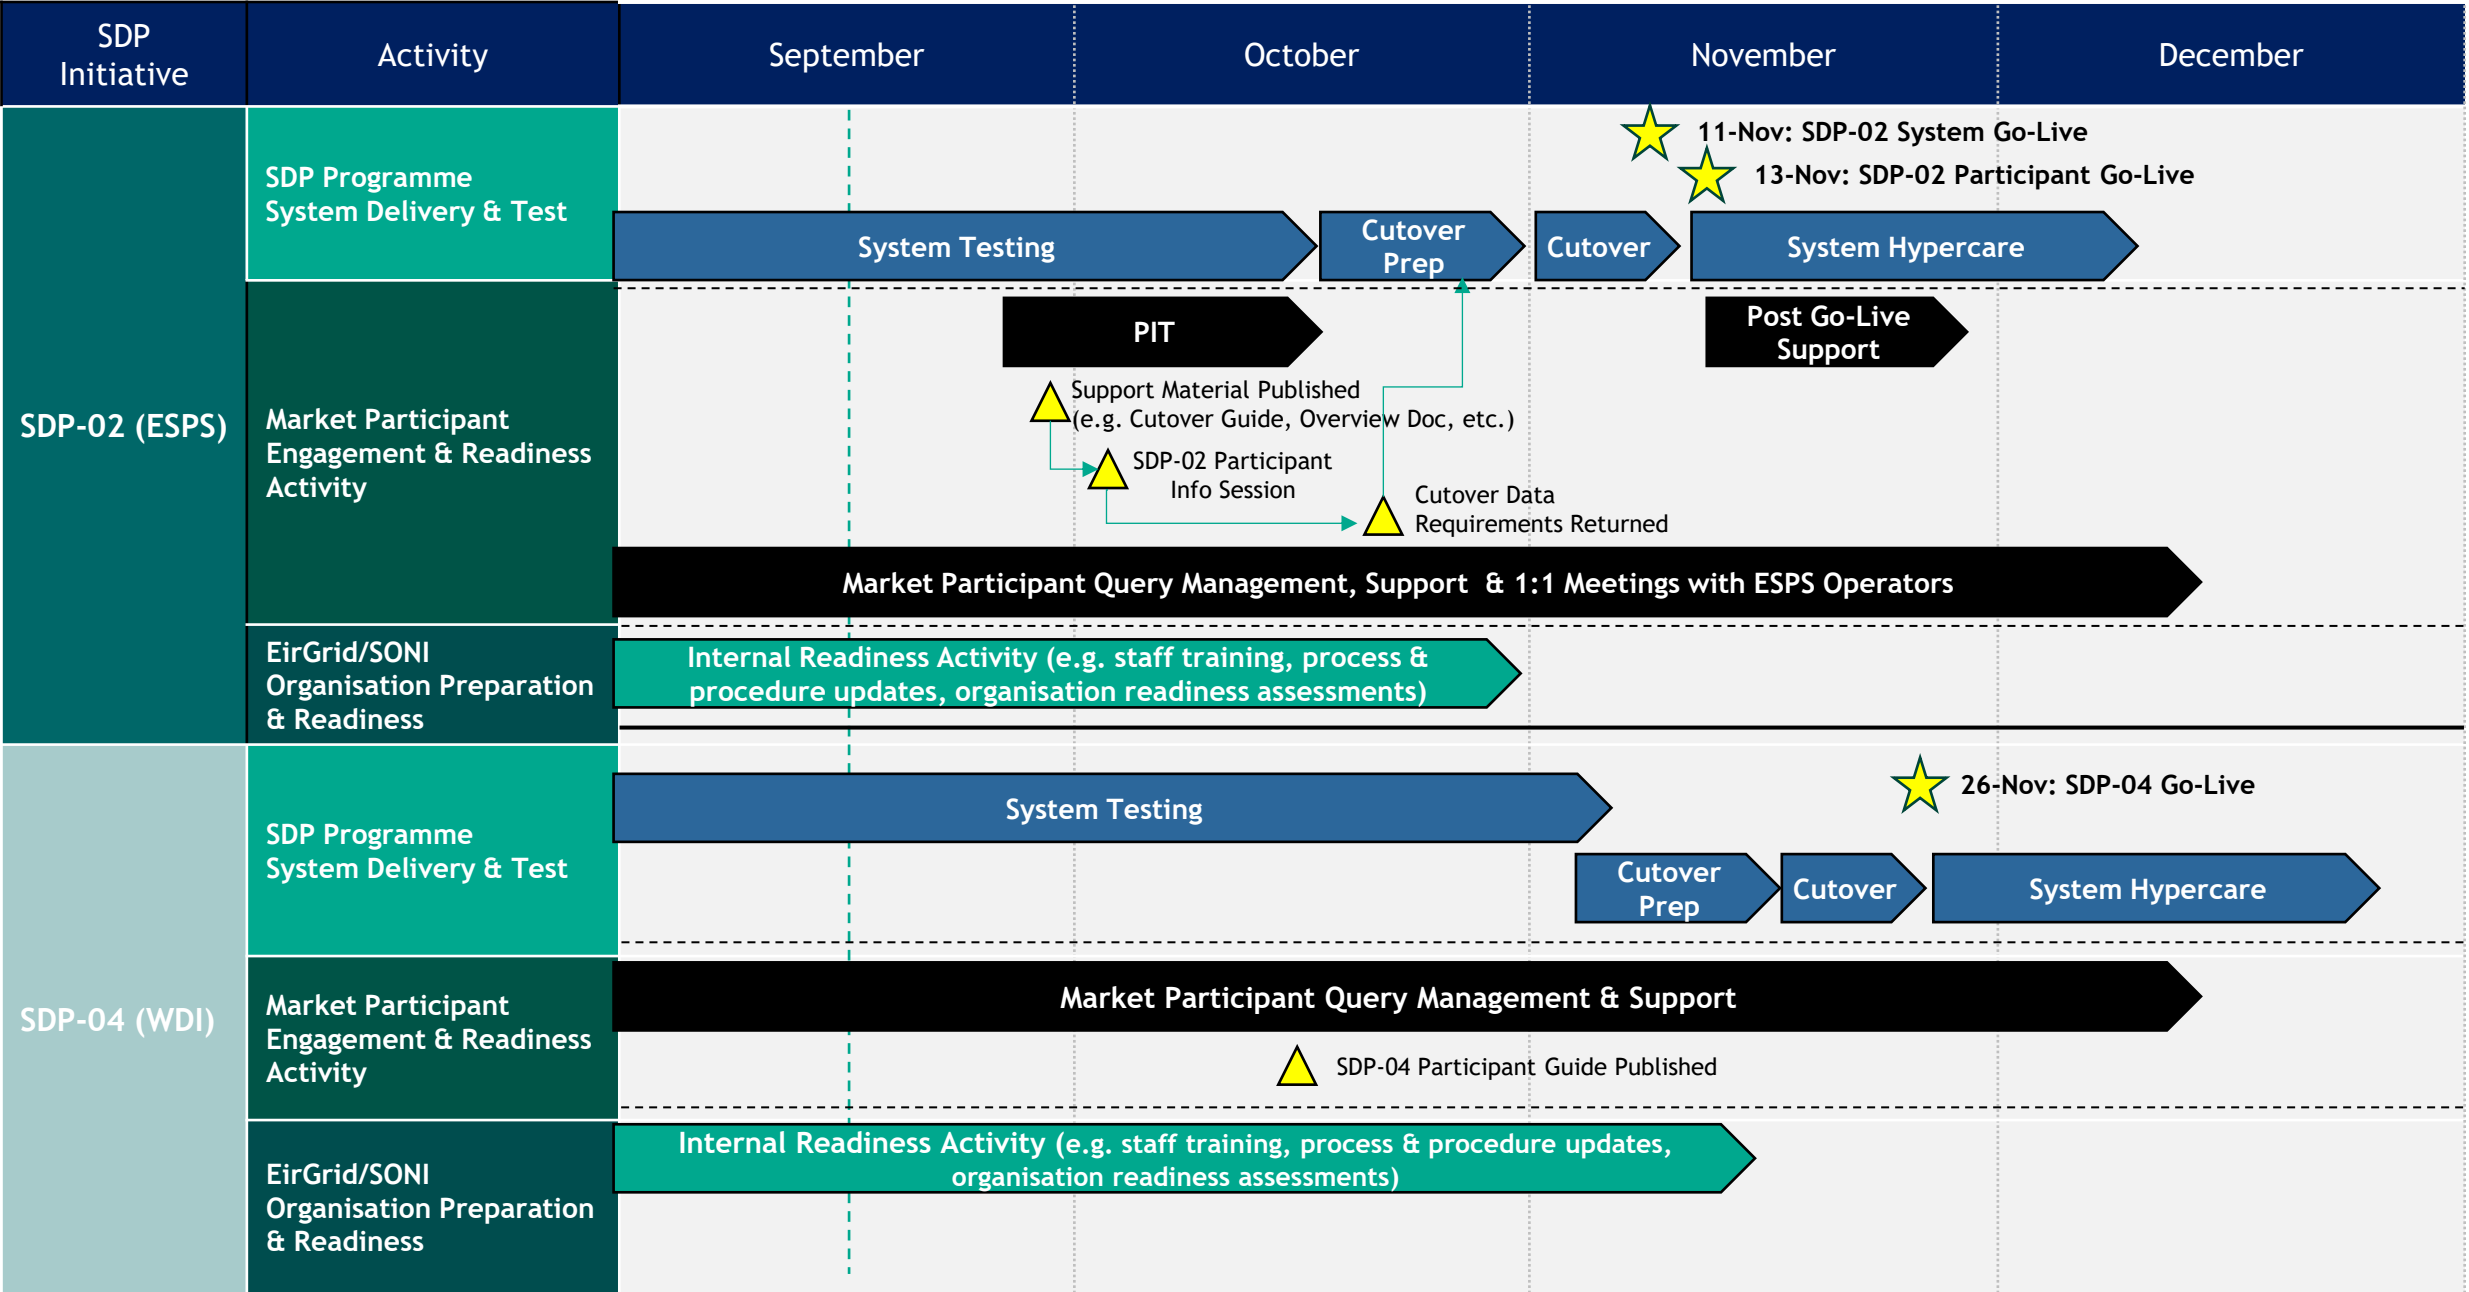 SDP
Initiative
Activity
September
October
November
December
SDP-02 (ESPS)
SDP Programme
System Delivery & Test
11-Nov: SDP-02 System Go-Live
13-Nov: SDP-02 Participant Go-Live
System Testing
Cutover
Prep
Cutover
System Hypercare
Market Participant
Engagement & Readiness
Activity
PIT
Post Go-Live
Support
Support Material Published
(e.g. Cutover Guide, Overview Doc, etc.)
SDP-02 Participant
Info Session
Cutover Data
Requirements Returned
Market Participant Query Management, Support & 1:1 Meetings with ESPS Operators
EirGrid/SONI
Organisation Preparation
& Readiness
Internal Readiness Activity (e.g. staff training, process &
procedure updates, organisation readiness assessments)
SDP-04 (WDI)
SDP Programme
System Delivery & Test
System Testing
26-Nov: SDP-04 Go-Live
Cutover
Prep
Cutover
System Hypercare
Market Participant
Engagement & Readiness
Activity
Market Participant Query Management & Support
SDP-04 Participant Guide Published
EirGrid/SONI
Organisation Preparation
& Readiness
Internal Readiness Activity (e.g. staff training, process & procedure updates,
organisation readiness assessments)